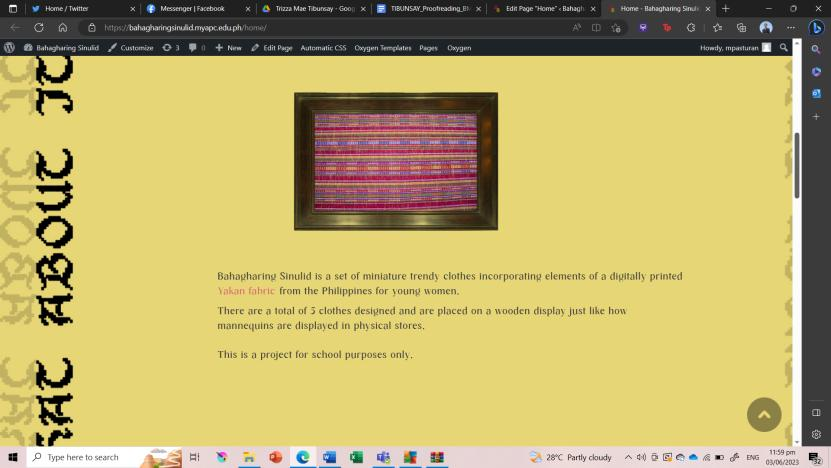 Home / Twitter
Messenger | Facebook
Trizza Mae Tibunsay - Goog
TIBUNSAY_Proofreading_BM
Edit Page "Home" ‹ Bahagh
Home - Bahagharing Sinulid
https://bahagharingsinulid.myapc.edu.ph/home/
Bahagharing Sinulid
Customize
3
0
New
Edit Page
Automatic CSS
Oxygen Templates
Pages
Oxygen
Howdy, mpasturan
ABOUT
Bahagharing Sinulid is a set of miniature trendy clothes incorporating elements of a digitally printed
Yakan fabric from the Philippines for young women.
There are a total of 5 clothes designed and are placed on a wooden display just like how
mannequins are displayed in physical stores.
This is a project for school purposes only.
Type here to search
28°C Partly cloudy
ENG
11:59 pm
03/06/2023
32